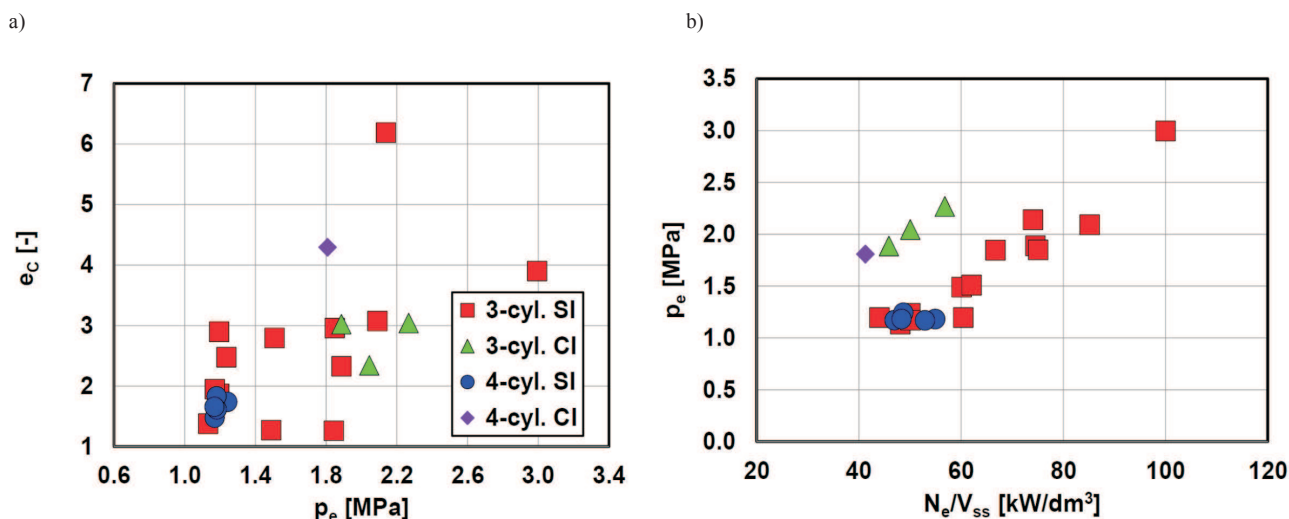 a)
b)
7
6
5
4
3
2
1
e_C [-]
0.6 1.0 1.4 1.8 2.2 2.6 3.0 3.4
p_e [MPa]
3-cyl. SI
3-cyl. CI
4-cyl. SI
4-cyl. CI
3.5
3.0
2.5
2.0
1.5
1.0
0.5
0.0
p_e [MPa]
20 40 60 80 100 120
N_e/V_ss [kW/dm³]